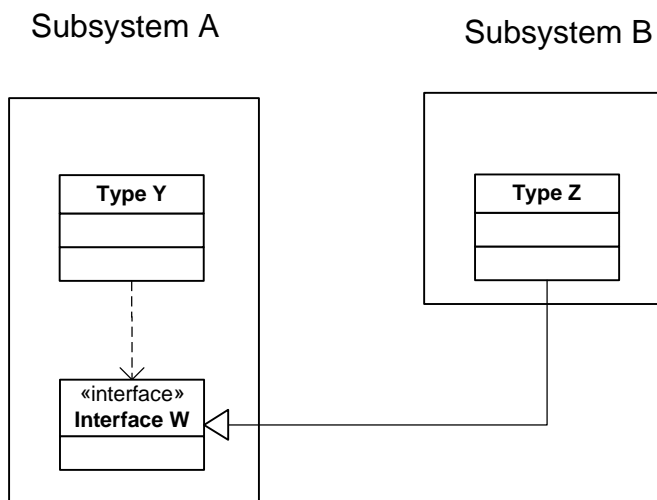 Subsystem A
Subsystem B
Type Y
Type Z
«interface»
Interface W